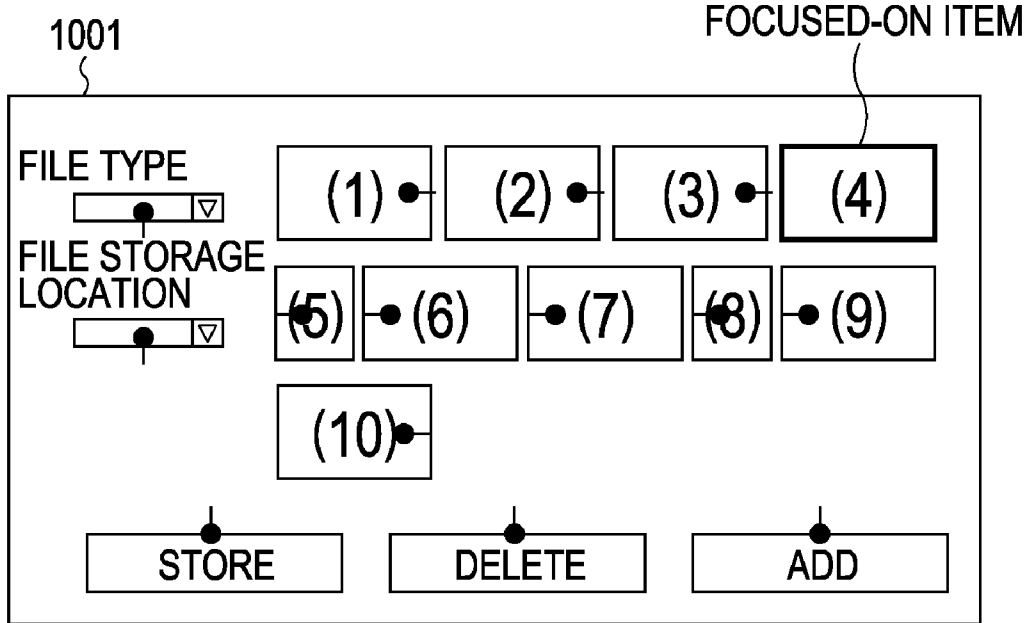 1001
FOCUSED-ON ITEM
FILE TYPE
(1) (2) (3) (4)
FILE STORAGE
LOCATION
(5) (6) (7) (8) (9)
(10)
STORE DELETE ADD